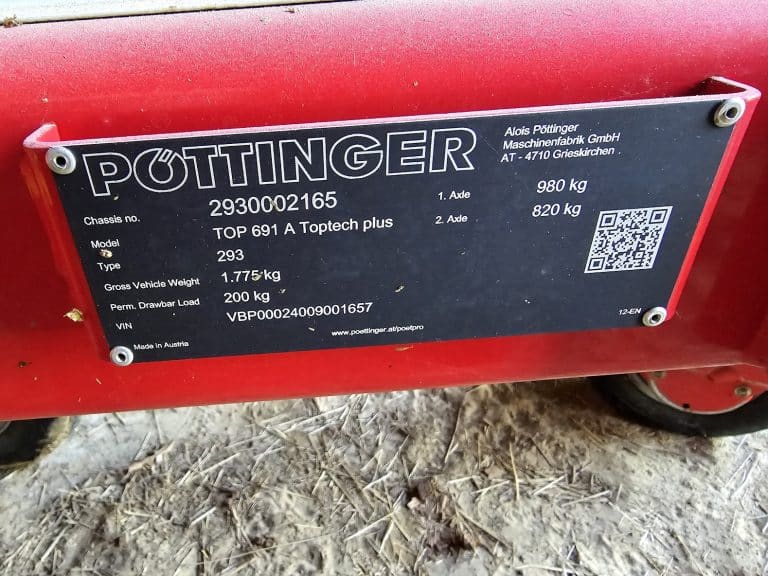 PÖTTINGER
Alois Pöttinger
Maschinenfabrik GmbH
AT - 4710 Grieskirchen
Chassis no. 2930002165 1. Axle 980 kg
Model TOP 691 A Toptech plus 2. Axle 820 kg
Type 293
Gross Vehicle Weight 1.775 kg
Perm. Drawbar Load 200 kg
VIN VBP00024009001657
Made in Austria www.poettinger.at/poetpro 12-EN